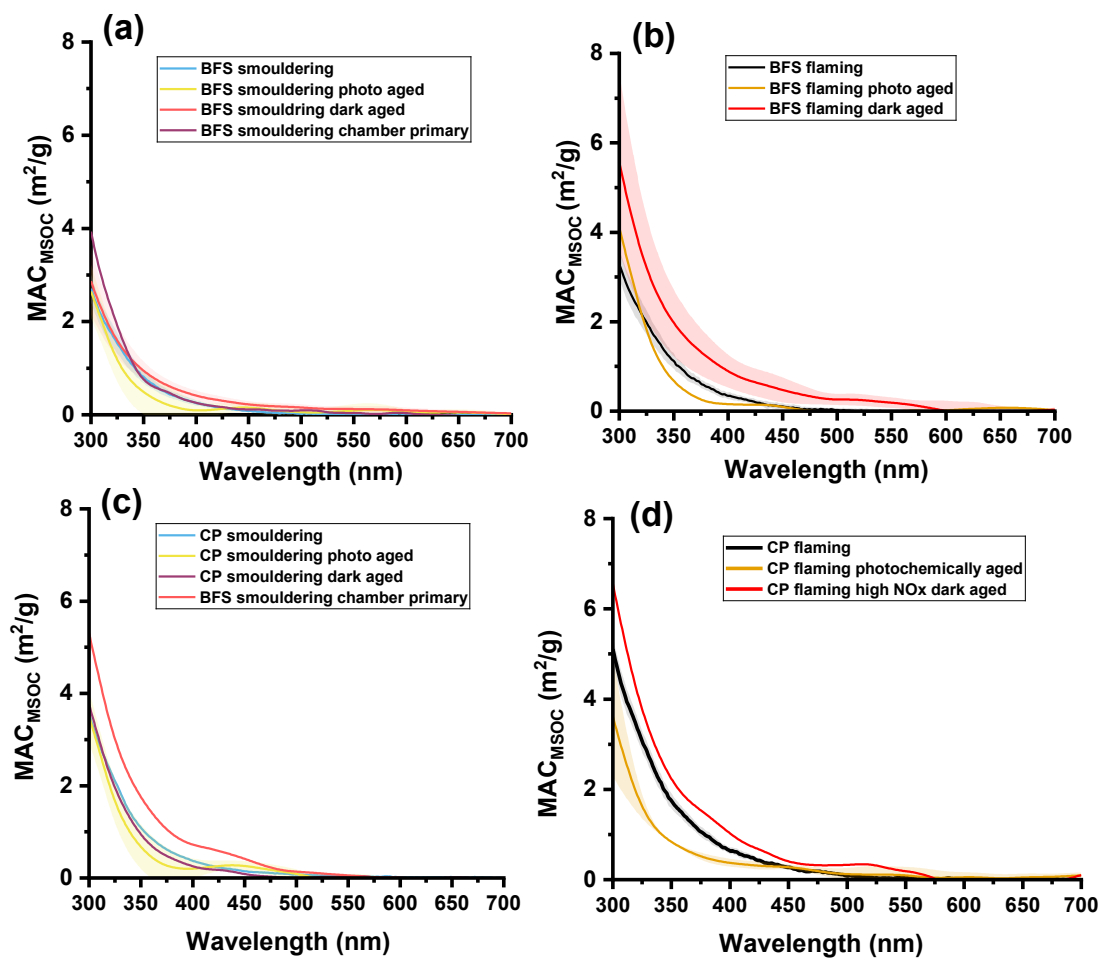 (a)
BFS smouldering
BFS smouldering photo aged
BFS smouldring dark aged
BFS smouldering chamber primary
8
6
4
2
0
MAC_MSOC (m²/g)
300 350 400 450 500 550 600 650 700
Wavelength (nm)
(b)
BFS flaming
BFS flaming photo aged
BFS flaming dark aged
8
6
4
2
0
MAC_MSOC (m²/g)
300 350 400 450 500 550 600 650 700
Wavelength (nm)
(c)
CP smouldering
CP smouldering photo aged
CP smouldering dark aged
BFS smouldering chamber primary
8
6
4
2
0
MAC_MSOC (m²/g)
300 350 400 450 500 550 600 650 700
Wavelength (nm)
(d)
CP flaming
CP flaming photochemically aged
CP flaming high NOx dark aged
8
6
4
2
0
MAC_MSOC (m²/g)
300 350 400 450 500 550 600 650 700
Wavelength (nm)